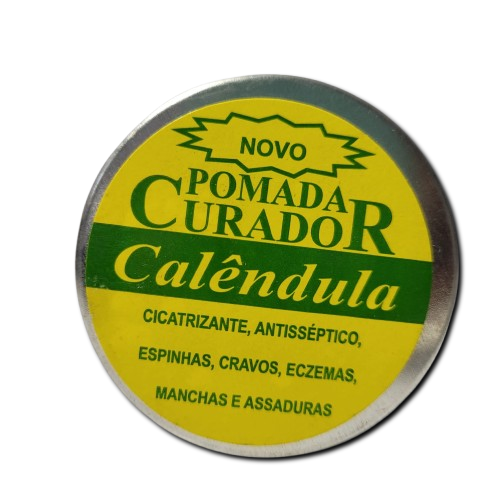 NOVO
POMADA
CURADOR
Calêndula
CICATRIZANTE, ANTISSÉPTICO,
ESPINHAS, CRAVOS, ECZEMAS,
MANCHAS E ASSADURAS